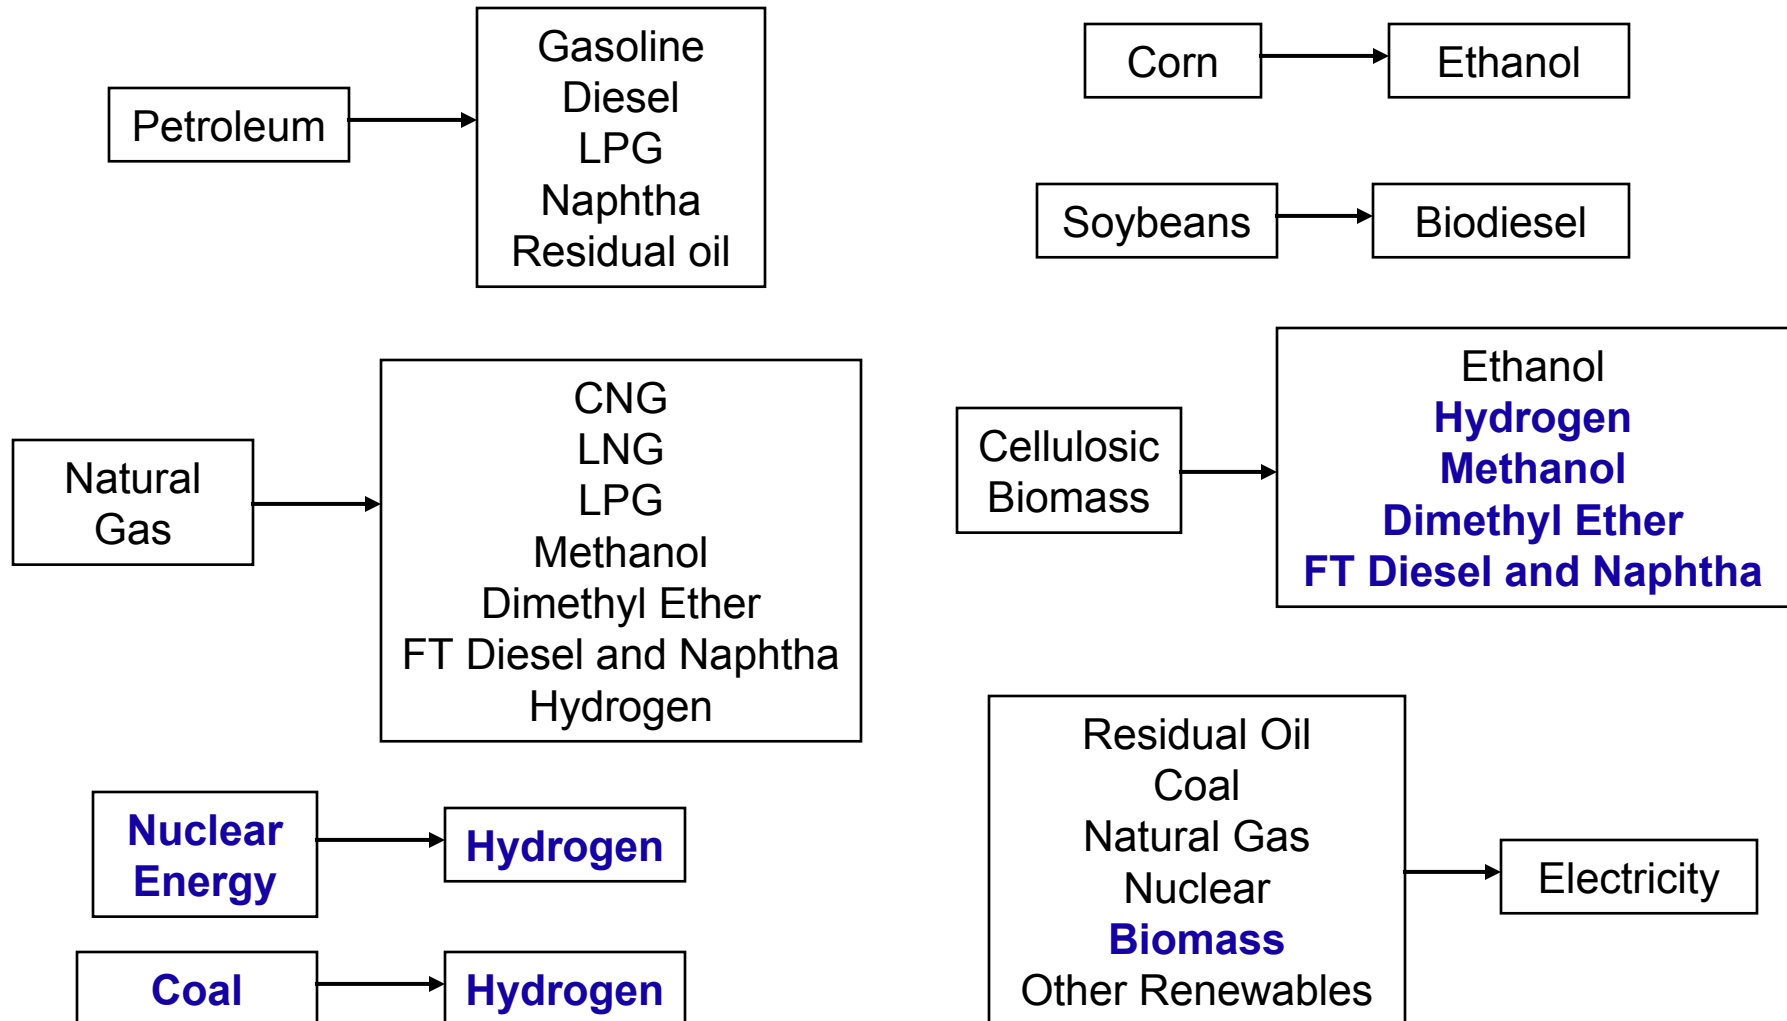 Petroleum
Gasoline
Diesel
LPG
Naphtha
Residual oil
Corn
Ethanol
Soybeans
Biodiesel
Natural
Gas
CNG
LNG
LPG
Methanol
Dimethyl Ether
FT Diesel and Naphtha
Hydrogen
Cellulosic
Biomass
Ethanol
Hydrogen
Methanol
Dimethyl Ether
FT Diesel and Naphtha
Nuclear
Energy
Hydrogen
Coal
Hydrogen
Residual Oil
Coal
Natural Gas
Nuclear
Biomass
Other Renewables
Electricity